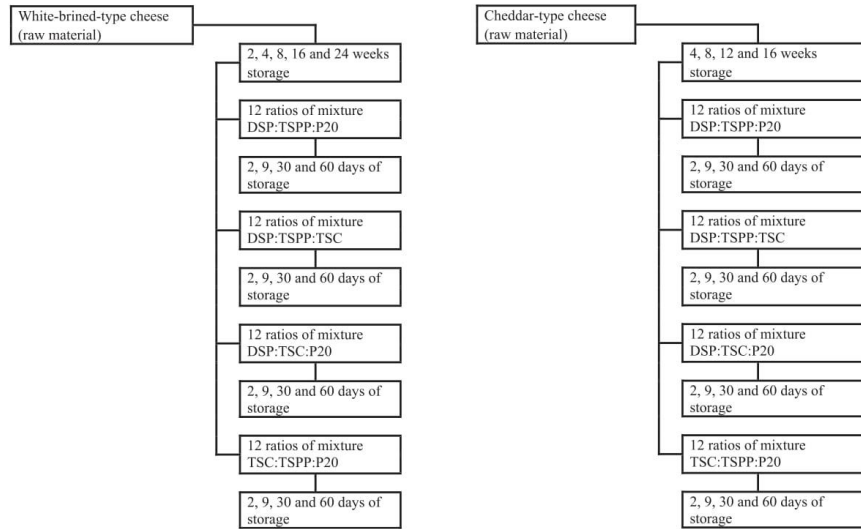 White-brined-type cheese
(raw material)
2, 4, 8, 16 and 24 weeks
storage
12 ratios of mixture
DSP:TSPP:P20
2, 9, 30 and 60 days of
storage
12 ratios of mixture
DSP:TSPP:TSC
2, 9, 30 and 60 days of
storage
12 ratios of mixture
DSP:TSC:P20
2, 9, 30 and 60 days of
storage
12 ratios of mixture
TSC:TSPP:P20
2, 9, 30 and 60 days of
storage
Cheddar-type cheese
(raw material)
4, 8, 12 and 16 weeks
storage
12 ratios of mixture
DSP:TSPP:P20
2, 9, 30 and 60 days of
storage
12 ratios of mixture
DSP:TSPP:TSC
2, 9, 30 and 60 days of
storage
12 ratios of mixture
DSP:TSC:P20
2, 9, 30 and 60 days of
storage
12 ratios of mixture
TSC:TSPP:P20
2, 9, 30 and 60 days of
storage